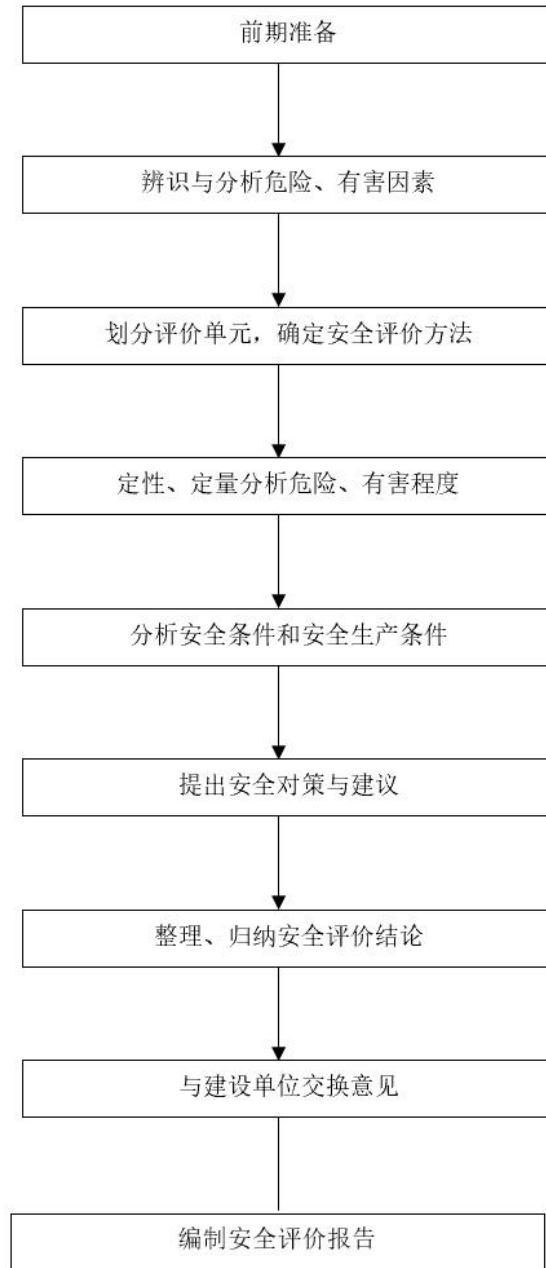 前期准备
辨识与分析危险、有害因素
划分评价单元，确定安全评价方法
定性、定量分析危险、有害程度
分析安全条件和安全生产条件
提出安全对策与建议
整理、归纳安全评价结论
与建设单位交换意见
编制安全评价报告